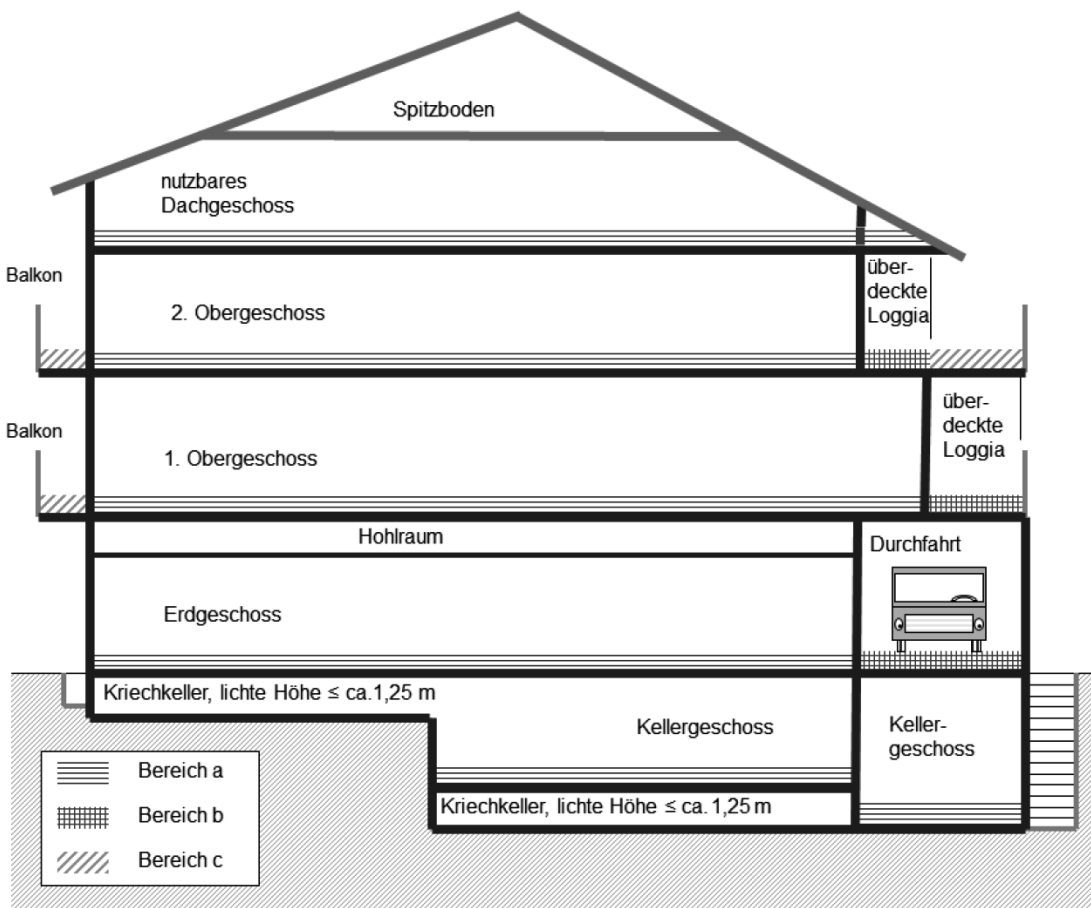 Spitzboden
nutzbares
Dachgeschoss
Balkon
2. Obergeschoss
über-
deckte
Loggia
Balkon
1. Obergeschoss
über-
deckte
Loggia
Hohlraum
Durchfahrt
Erdgeschoss
Kriechkeller, lichte Höhe ≤ ca.1,25 m
Kellergeschoss
Keller-
geschoss
Kriechkeller, lichte Höhe ≤ ca. 1,25 m
Bereich a
Bereich b
Bereich c